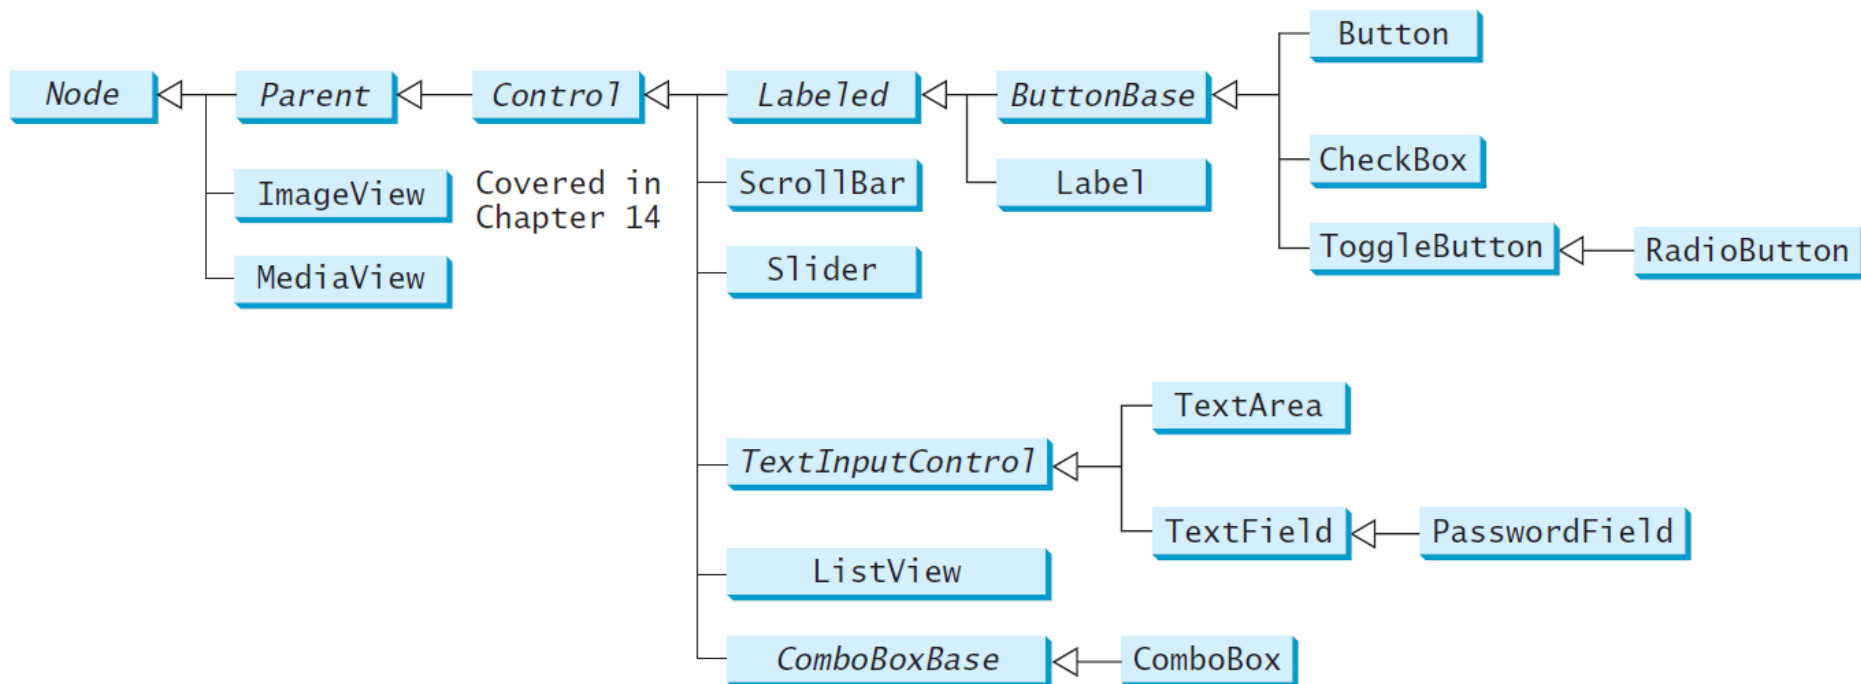 Button
Node
Parent
Control
Labeled
ButtonBase
CheckBox
ImageView
Covered in
Chapter 14
ScrollBar
Label
ToggleButton
RadioButton
MediaView
Slider
TextArea
TextInputControl
TextField
PasswordField
ListView
ComboBoxBase
ComboBox